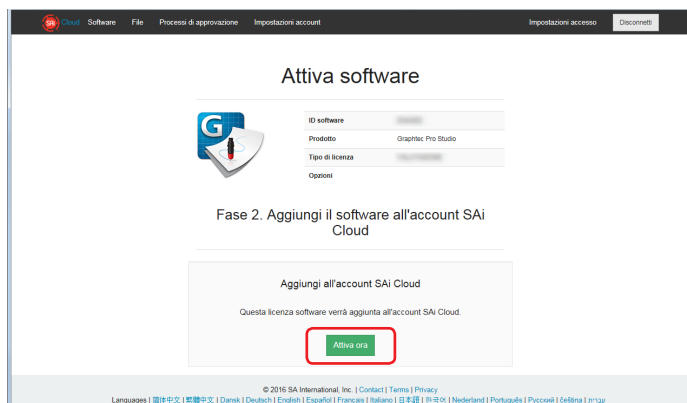 SAi Cloud Software File Processi di approvazione Impostazioni account Impostazioni accesso Disconnetti
Attiva software
G
ID software
Prodotto Graphtec Pro Studio
Tipo di licenza
Opzioni
Fase 2. Aggiungi il software all'account SAi
Cloud
Aggiungi all'account SAi Cloud
Questa licenza software verrà aggiunta all'account SAi Cloud.
Attiva ora
© 2016 SA International, Inc. | Contact | Terms | Privacy
Languages | 简体中文 | 繁體中文 | Dansk | Deutsch | English | Español | Français | Italiano | 日本語 | 한국어 | Nederland | Português | Русский | čeština | עברית